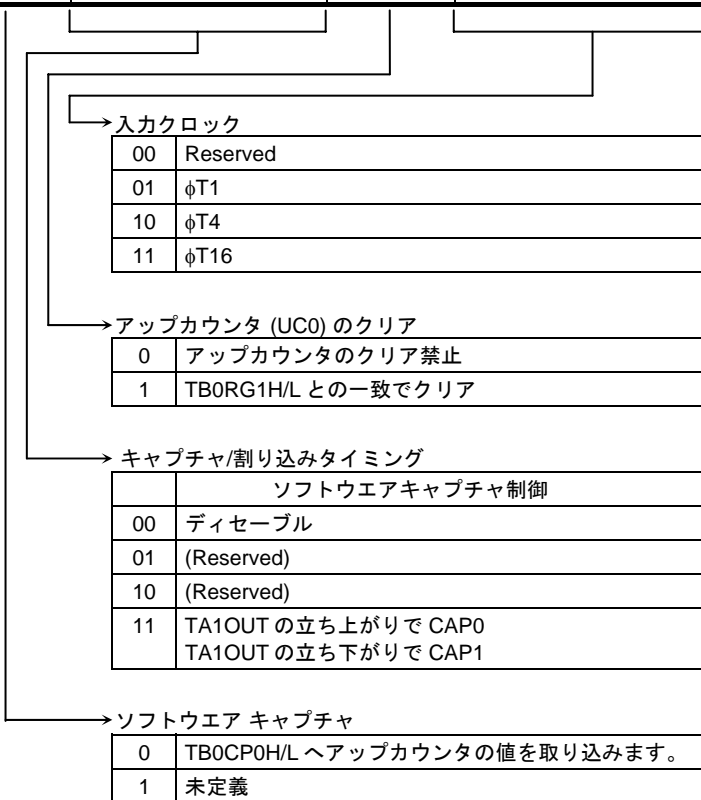 入力クロック
00 Reserved
01 ϕT1
10 ϕT4
11 ϕT16
アップカウンタ (UC0) のクリア
0 アップカウンタのクリア禁止
1 TB0RG1H/L との一致でクリア
キャプチャ/割り込みタイミング
ソフトウエアキャプチャ制御
00 ディセーブル
01 (Reserved)
10 (Reserved)
11 TA1OUT の立ち上がりで CAP0
TA1OUT の立ち下がりで CAP1
ソフトウエア キャプチャ
0 TB0CP0H/L へアップカウンタの値を取り込みます。
1 未定義